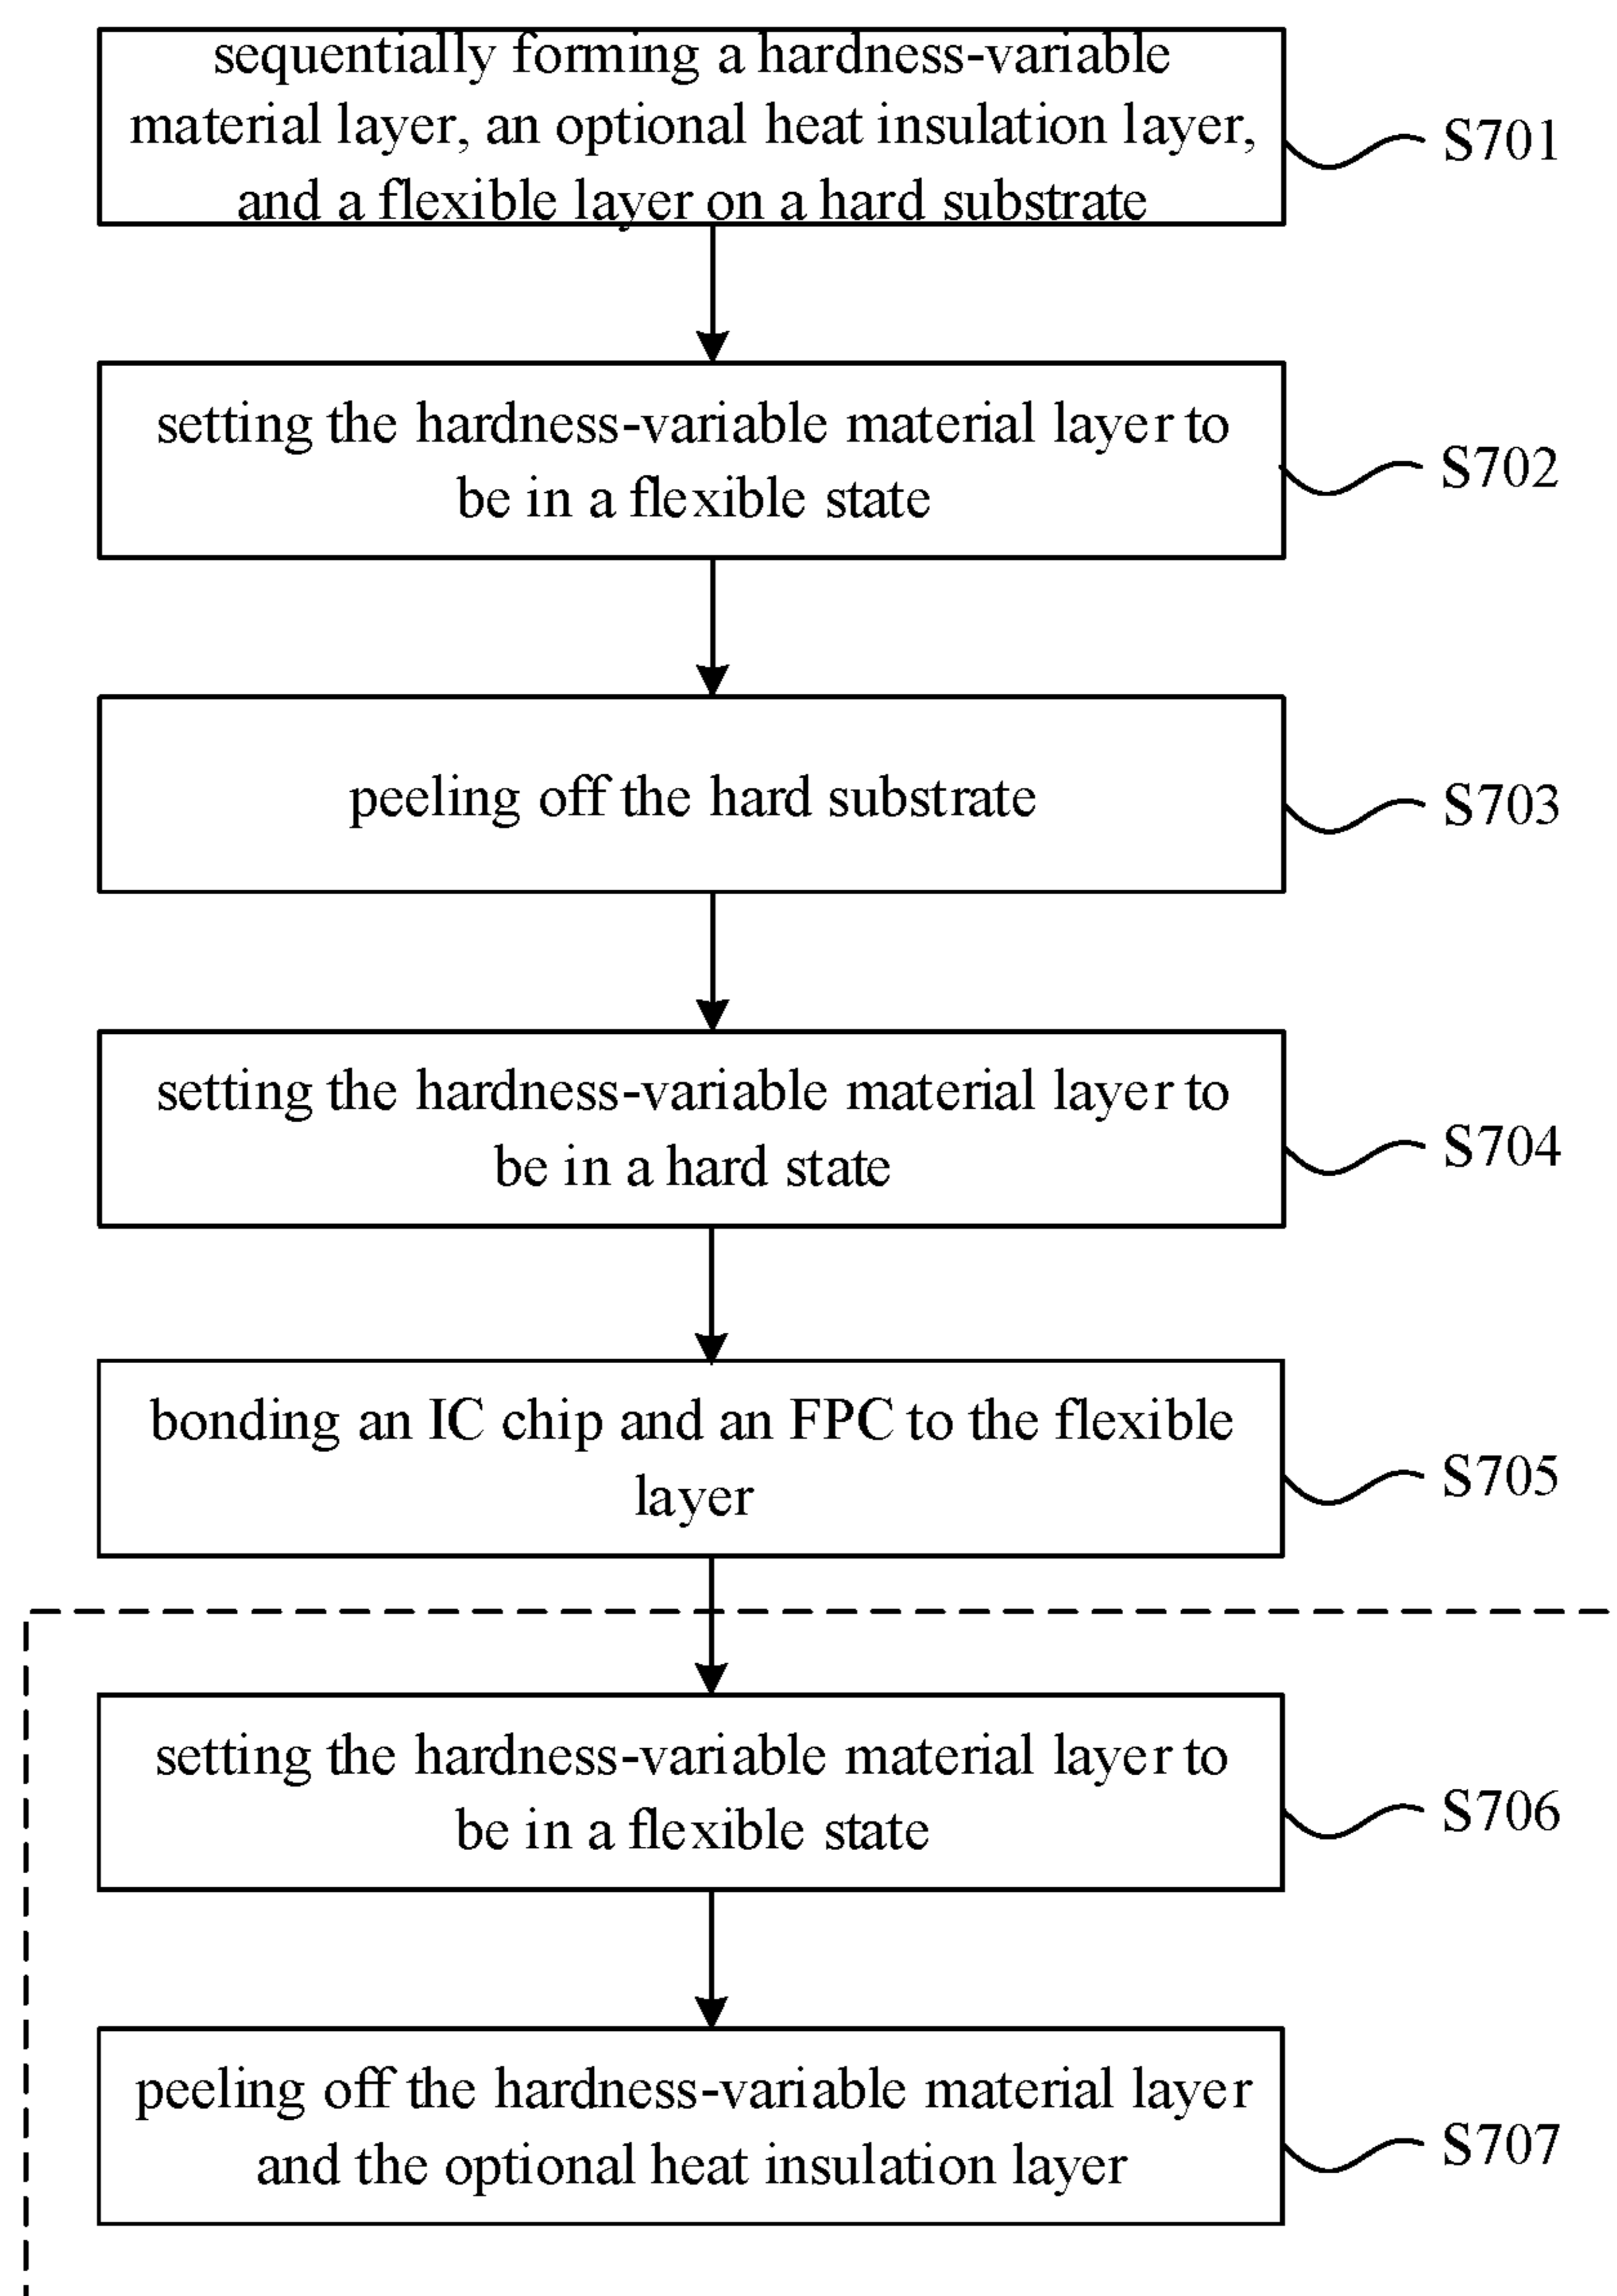 sequentially forming a hardness-variable
material layer, an optional heat insulation layer,
and a flexible layer on a hard substrate
S701
setting the hardness-variable material layer to
be in a flexible state
S702
peeling off the hard substrate
S703
setting the hardness-variable material layer to
be in a hard state
S704
bonding an IC chip and an FPC to the flexible
layer
S705
setting the hardness-variable material layer to
be in a flexible state
S706
peeling off the hardness-variable material layer
and the optional heat insulation layer
S707